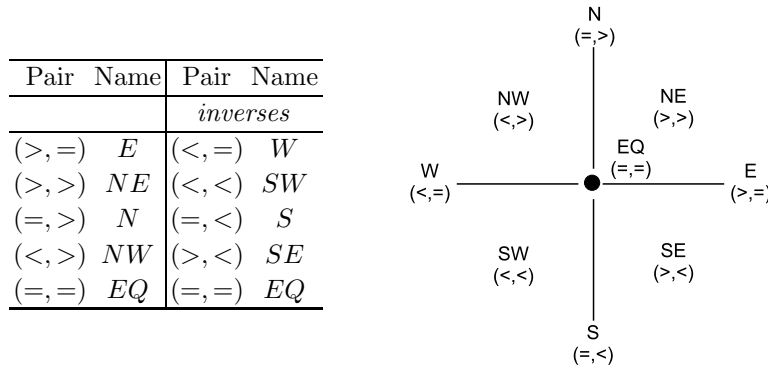 Pair Name Pair Name
inverses
(>,=) E (<,=) W
(>,>) NE (<,<) SW
(=,>) N (=,<) S
(<,>) NW (>,<) SE
(=,=) EQ (=,=) EQ
N
(=,>)
NW NE
(<,>) (>,>)
EQ
(=,=)
W E
(<,=) (>,=)
SW SE
(<,<) (>,<)
S
(=,<)